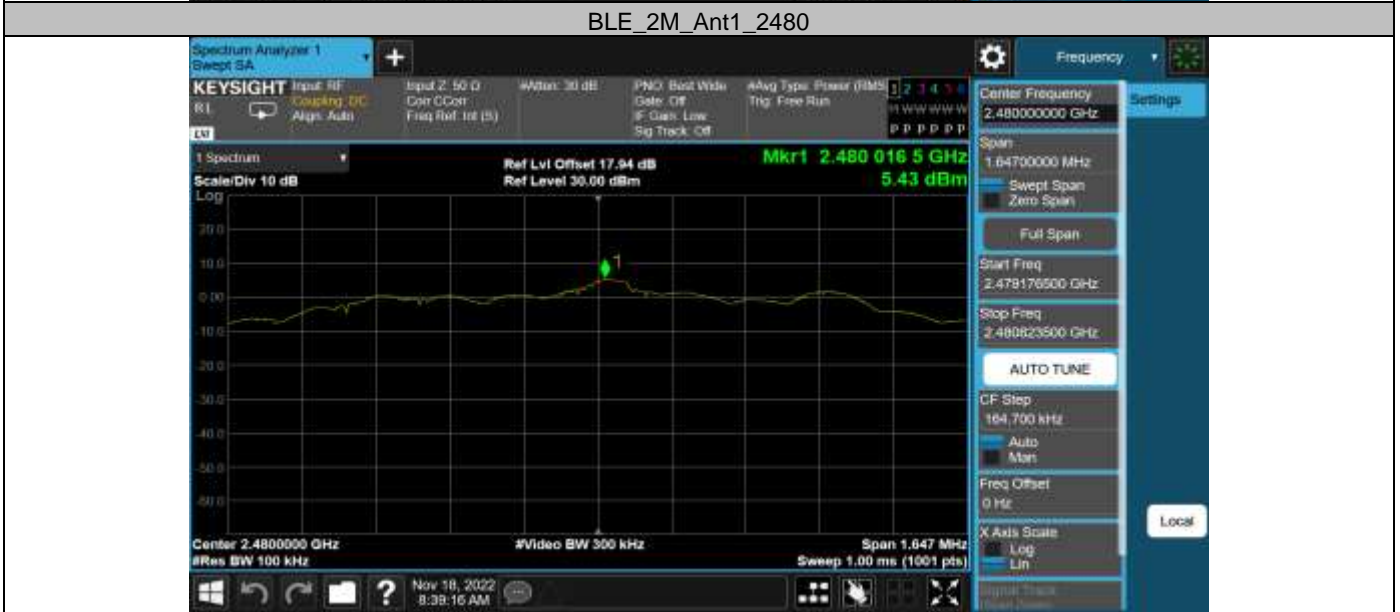 BLE_2M_Ant1_2480
Spectrum Analyzer 1
Swept SA
+
Frequency
KEYSIGHT
RL
LXI
Input: RF
Coupling: DC
Align: Auto
Input Z: 50 Ω
Corr CCorr
Freq Ref: Int (S)
#Atten: 30 dB
PNO: Best Wide
Gate: Off
IF Gain: Low
Sig Track: Off
#Avg Type: Power (RMS
Trig: Free Run
1 2 3 4 5 6
M W W W W W
P P P P P P
1 Spectrum
Scale/Div 10 dB
Ref Lvl Offset 17.94 dB
Ref Level 30.00 dBm
Mkr1 2.480 016 5 GHz
5.43 dBm
Log
20.0
10.0
0.00
-10.0
-20.0
-30.0
-40.0
-50.0
-60.0
1
Center 2.4800000 GHz
#Res BW 100 kHz
#Video BW 300 kHz
Span 1.647 MHz
Sweep 1.00 ms (1001 pts)
Center Frequency
2.480000000 GHz
Settings
Span
1.64700000 MHz
Swept Span
Zero Span
Full Span
Start Freq
2.479176500 GHz
Stop Freq
2.480823500 GHz
AUTO TUNE
CF Step
164.700 kHz
Auto
Man
Freq Offset
0 Hz
X Axis Scale
Log
Lin
Signal Track
Local
?
Nov 18, 2022
8:39:16 AM